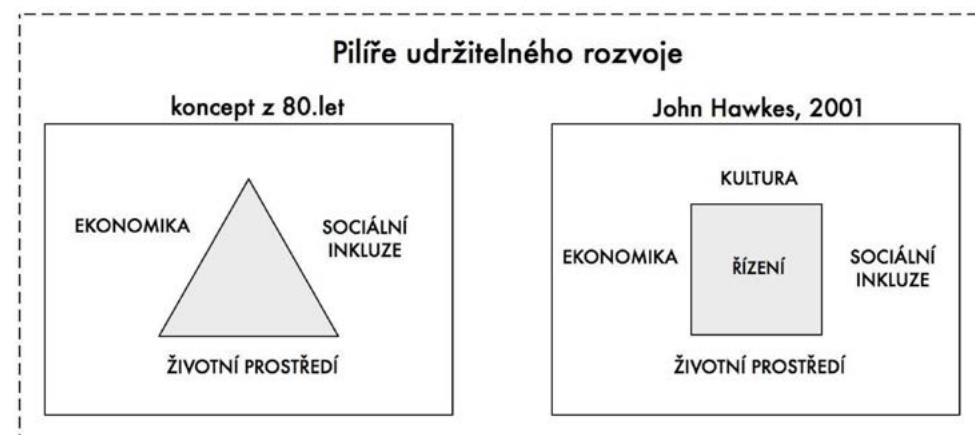 Pilíře udržitelného rozvoje
koncept z 80.let
EKONOMIKA
SOCIÁLNÍ
INKLUZE
ŽIVOTNÍ PROSTŘEDÍ
John Hawkes, 2001
KULTURA
EKONOMIKA
ŘÍZENÍ
SOCIÁLNÍ
INKLUZE
ŽIVOTNÍ PROSTŘEDÍ